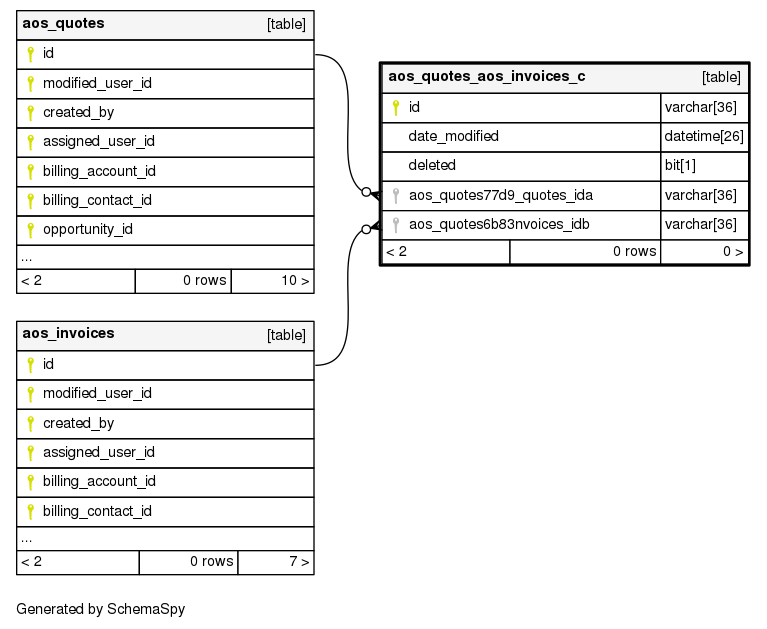 aos_quotes [table]
id
modified_user_id
created_by
assigned_user_id
billing_account_id
billing_contact_id
opportunity_id
...
< 2 0 rows 10 >
aos_quotes_aos_invoices_c [table]
id varchar[36]
date_modified datetime[26]
deleted bit[1]
aos_quotes77d9_quotes_ida varchar[36]
aos_quotes6b83nvoices_idb varchar[36]
< 2 0 rows 0 >
aos_invoices [table]
id
modified_user_id
created_by
assigned_user_id
billing_account_id
billing_contact_id
...
< 2 0 rows 7 >
Generated by SchemaSpy